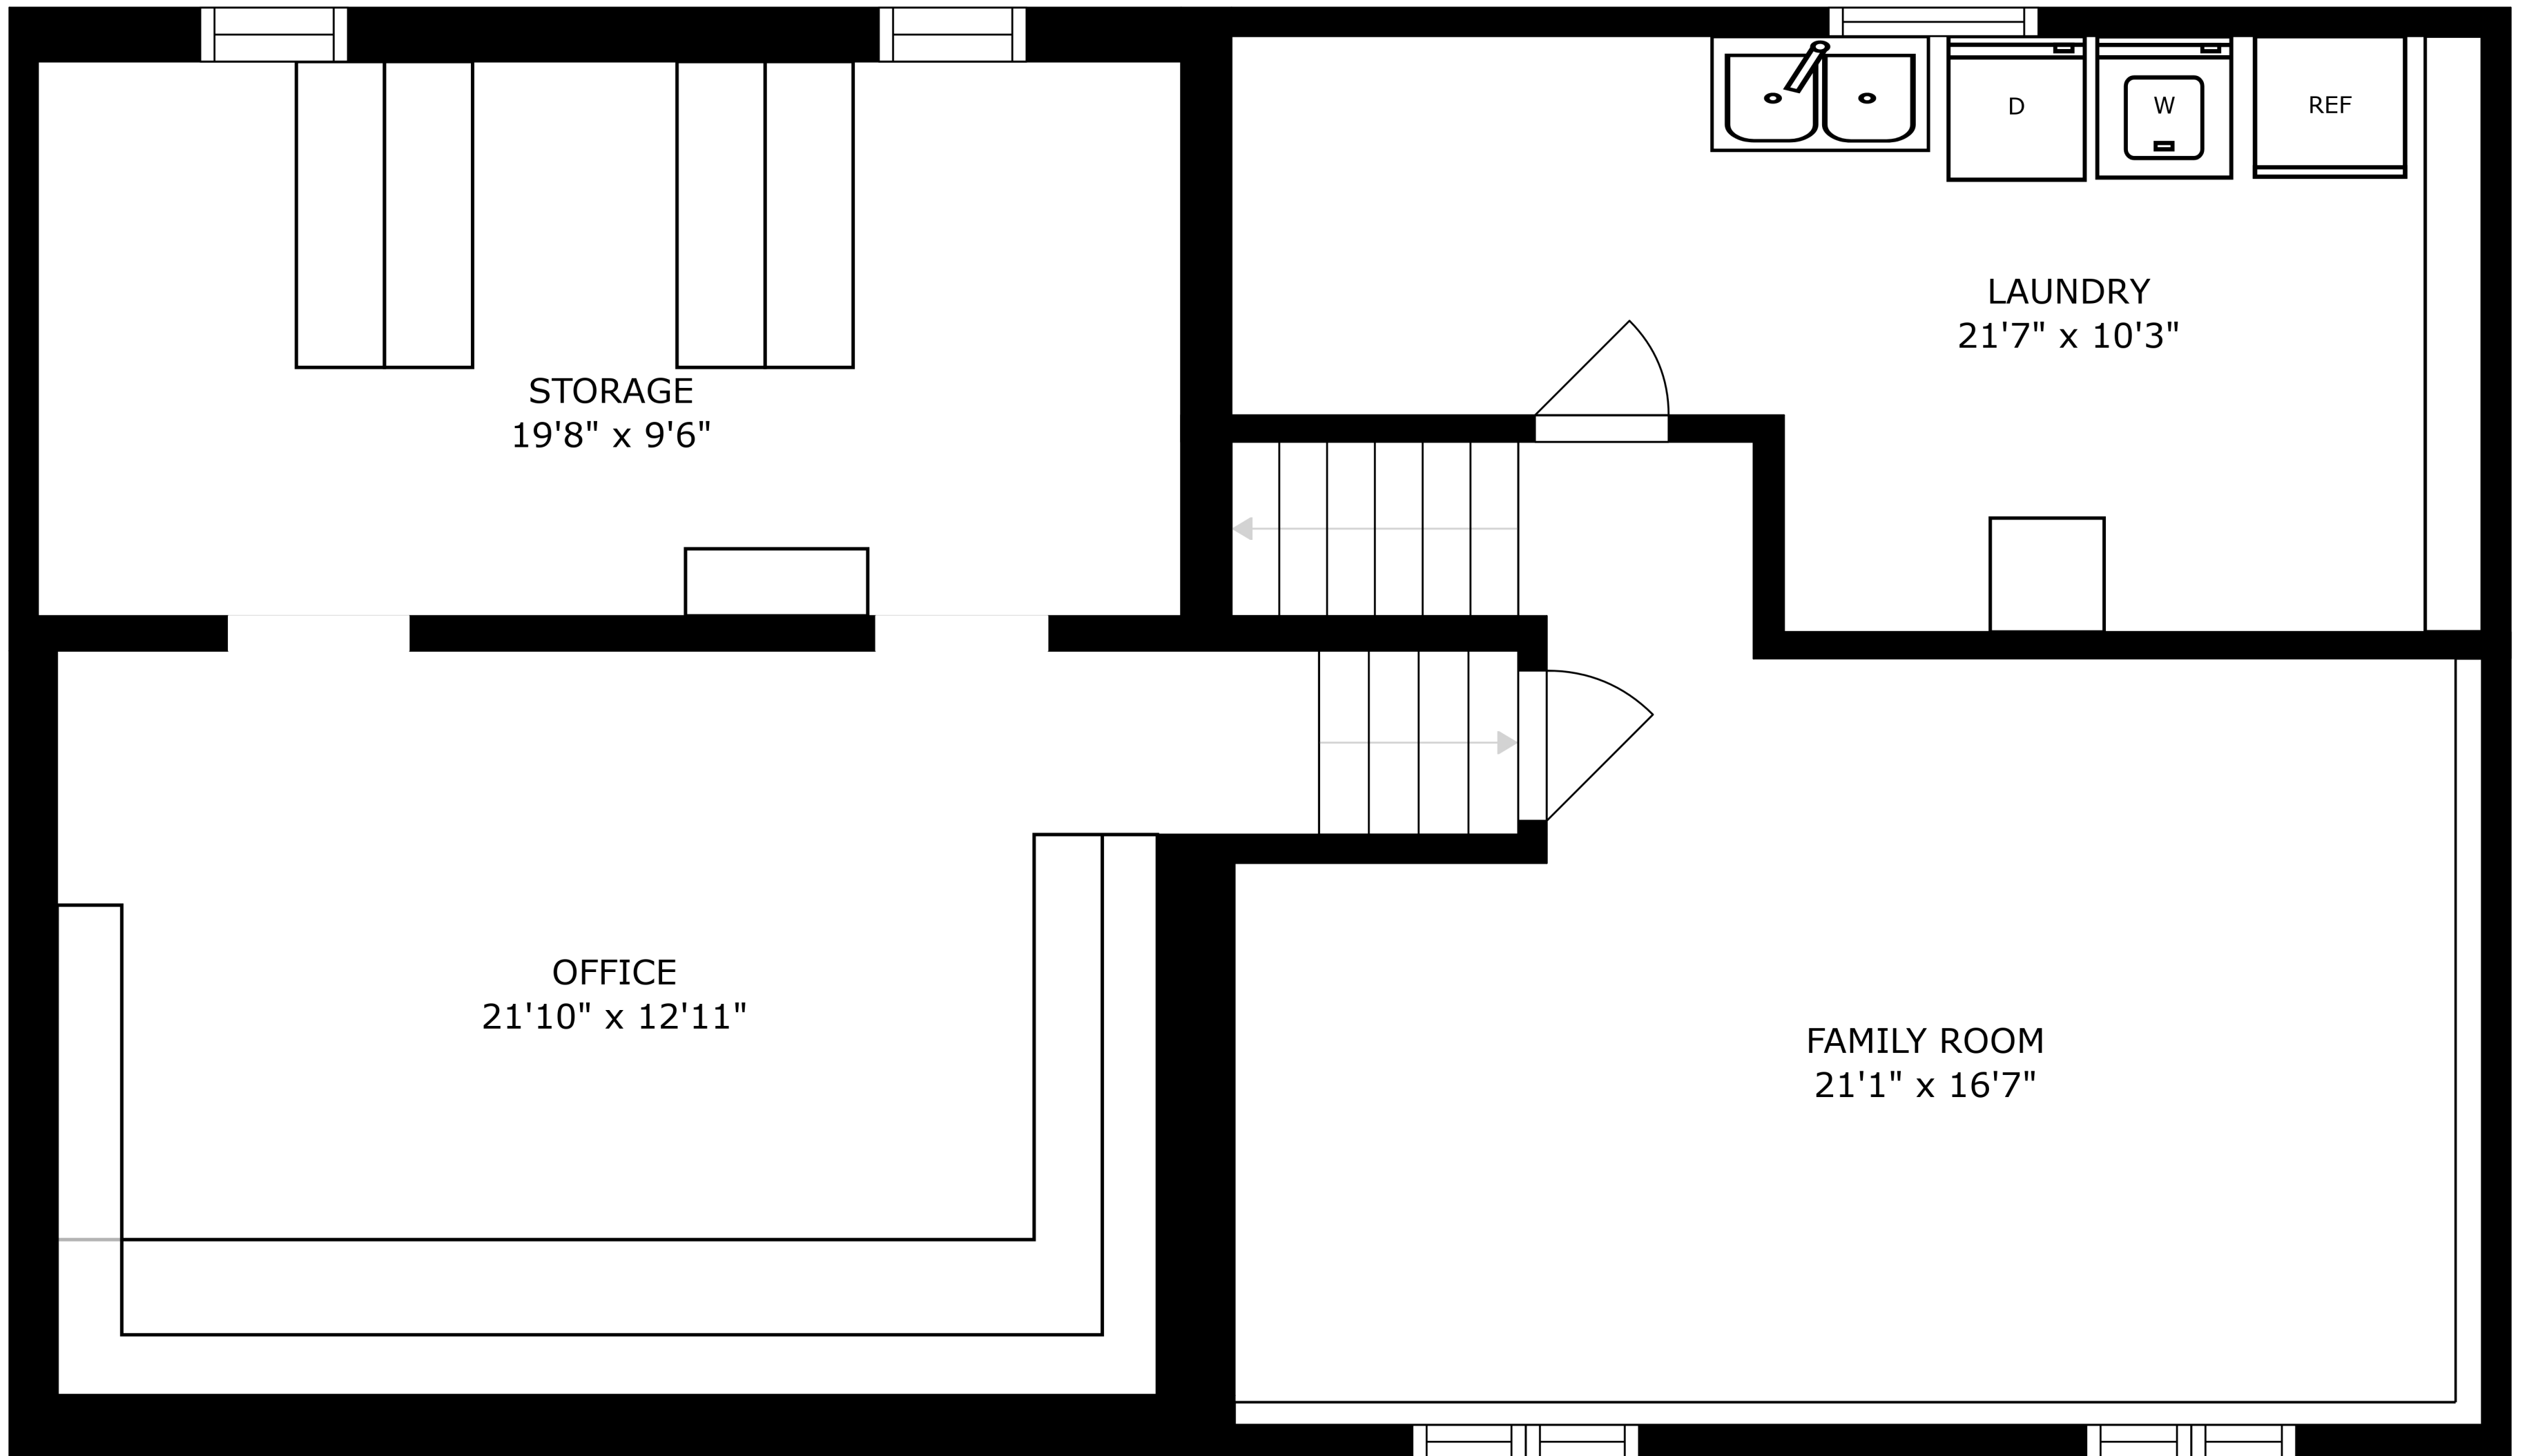 D
W
REF
LAUNDRY
21'7" x 10'3"
STORAGE
19'8" x 9'6"
OFFICE
21'10" x 12'11"
FAMILY ROOM
21'1" x 16'7"